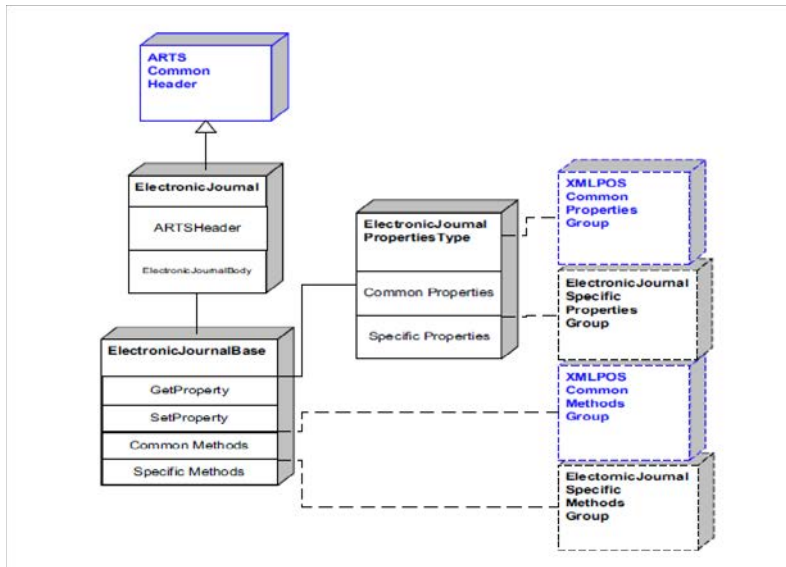 ARTS
Common
Header
ElectronicJournal
ARTSHeader
ElectronicJournalBody
ElectronicJournalBase
GetProperty
SetProperty
Common Methods
Specific Methods
ElectronicJournal
PropertiesType
Common Properties
Specific Properties
XMLPOS
Common
Properties
Group
ElectronicJournal
Specific
Properties
Group
XMLPOS
Common
Methods
Group
ElectomicJournal
Specific
Methods
Group